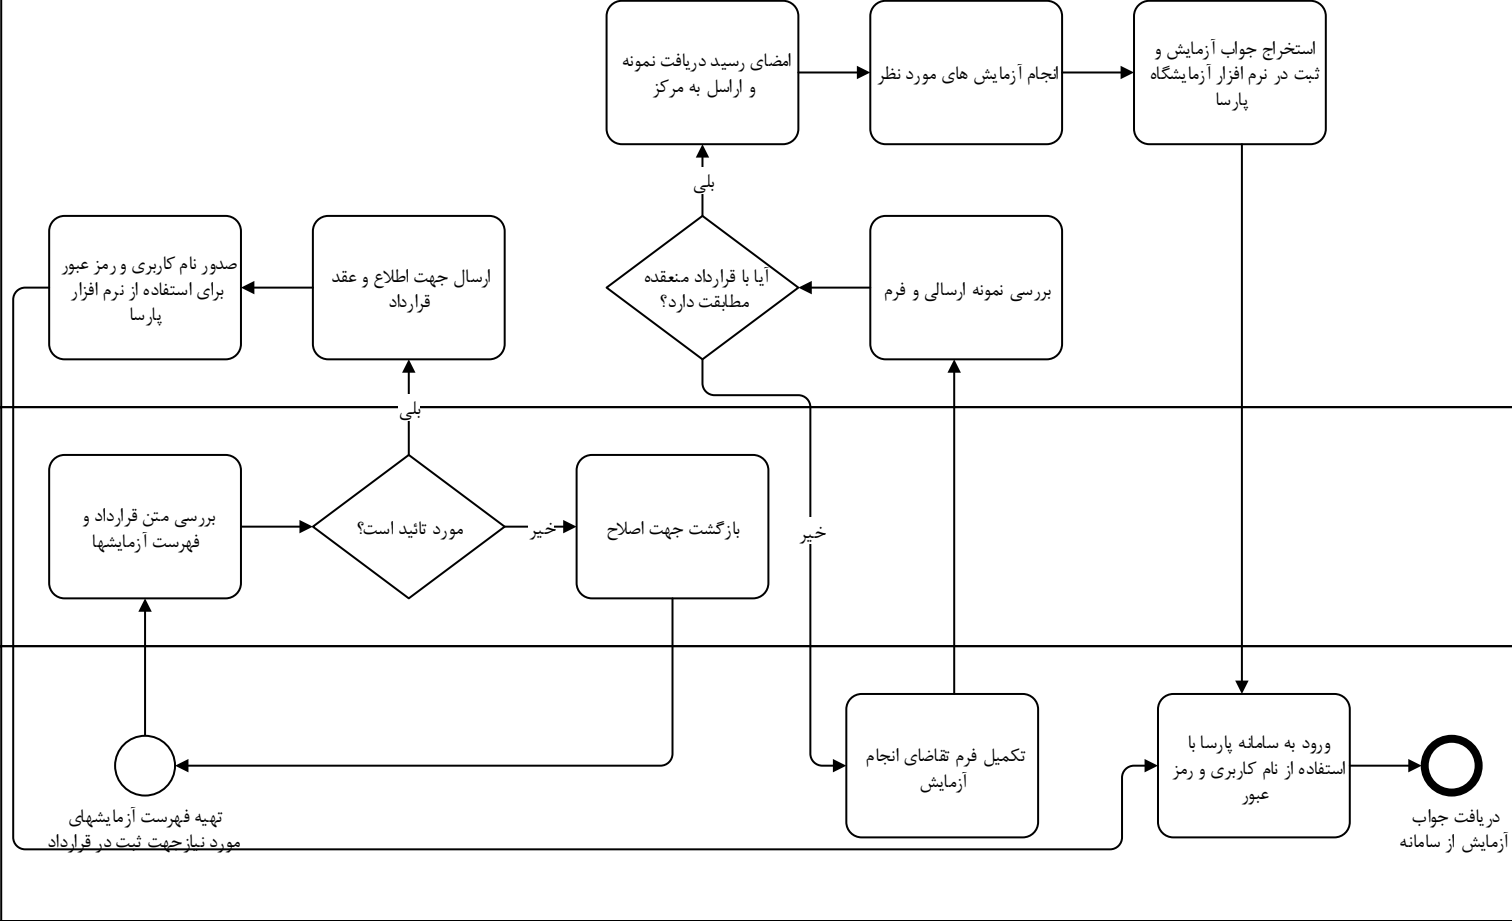 امضای رسید دریافت نمونه
و اراسل به مرکز
انجام آزمایش های مورد نظر
استخراج جواب آزمایش و
ثبت در نرم افزار آزمایشگاه
پارسا
بلی
صدور نام کاربری و رمز عبور
برای استفاده از نرم افزار
پارسا
ارسال جهت اطلاع و عقد
قرارداد
آیا با قرارداد منعقده
مطابقت دارد؟
بررسی نمونه ارسالی و فرم
بلی
بررسی متن قرارداد و
فهرست آزمایشها
مورد تائید است؟
خیر
بازگشت جهت اصلاح
خیر
تکمیل فرم تقاضای انجام
آزمایش
ورود به سامانه پارسا با
استفاده از نام کاربری و رمز
عبور
تهیه فهرست آزمایشهای
مورد نیازجهت ثبت در قرارداد
دریافت جواب
آزمایش از سامانه